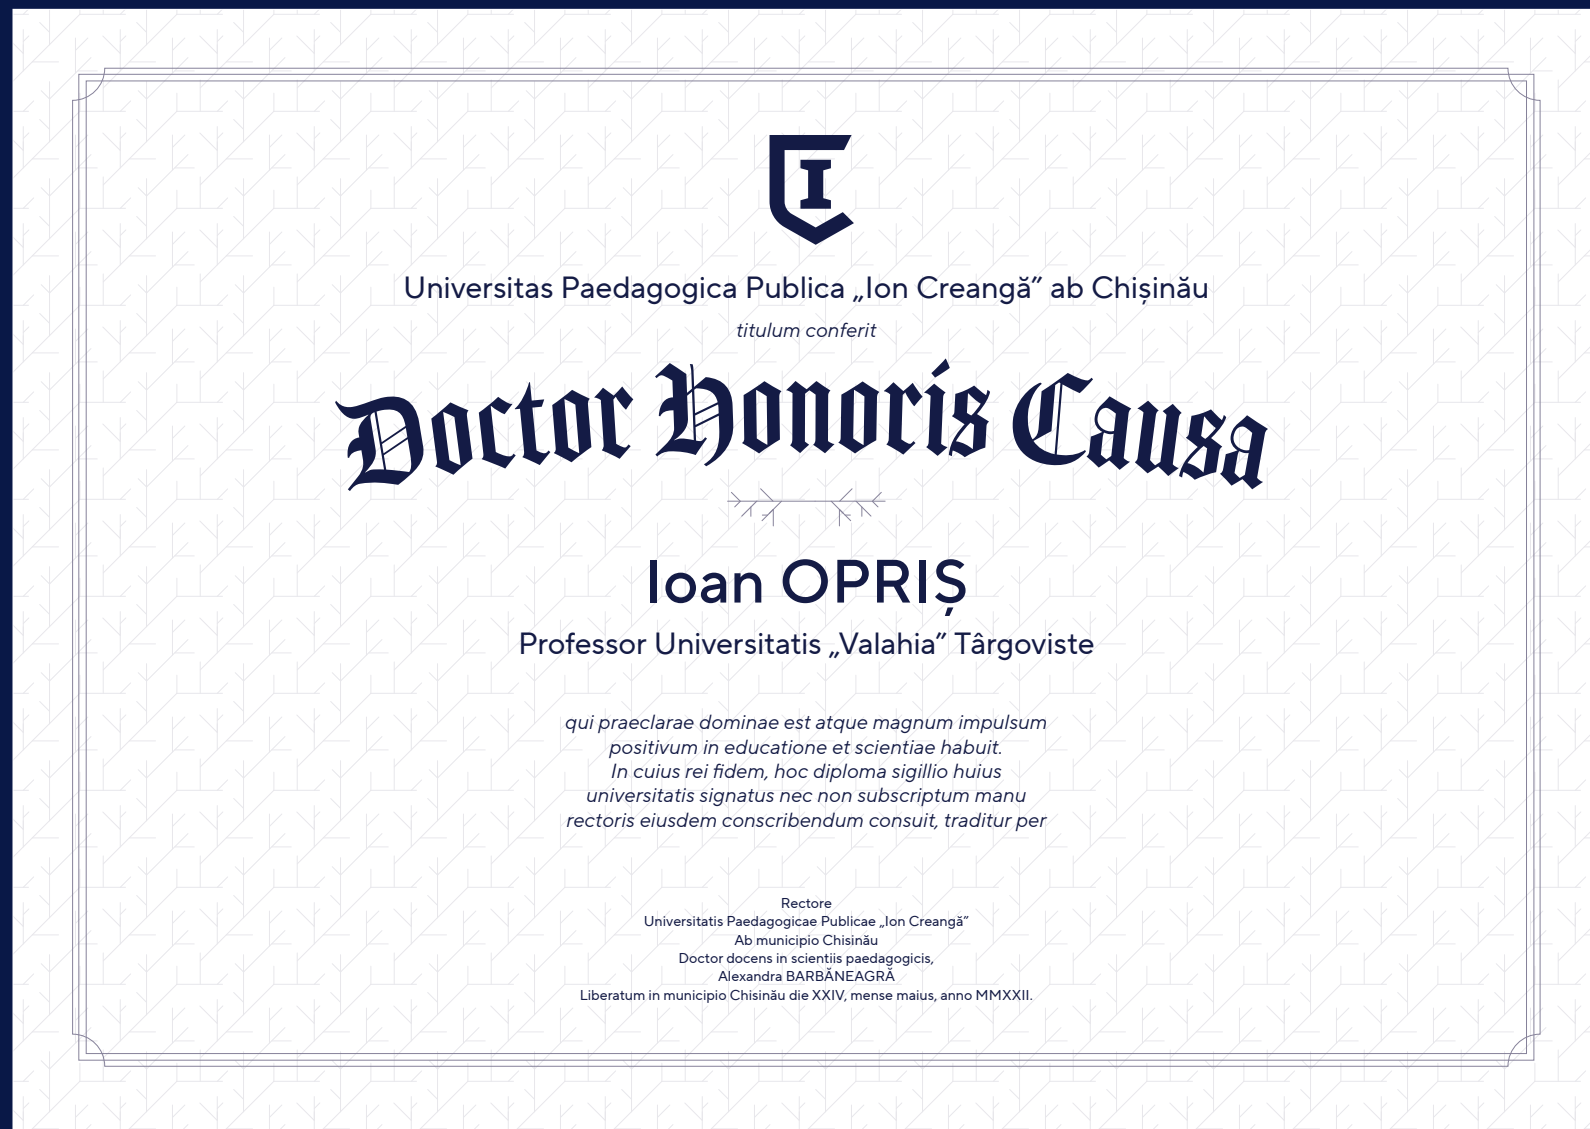 CI
Universitas Paedagogica Publica „Ion Creangă” ab Chișinău
titulum conferit
Doctor Honorís Causa
Ioan OPRIȘ
Professor Universitatis „Valahia” Târgoviste
qui praeclarae dominae est atque magnum impulsum
positivum in educatione et scientiae habuit.
In cuius rei fidem, hoc diploma sigillio huius
universitatis signatus nec non subscriptum manu
rectoris eiusdem conscribendum consuit, traditur per
Rectore
Universitatis Paedagogicae Publicae „Ion Creangă”
Ab municipio Chisinău
Doctor docens in scientiis paedagogicis,
Alexandra BARBĂNEAGRĂ
Liberatum in municipio Chisinău die XXIV, mense maius, anno MMXXII.